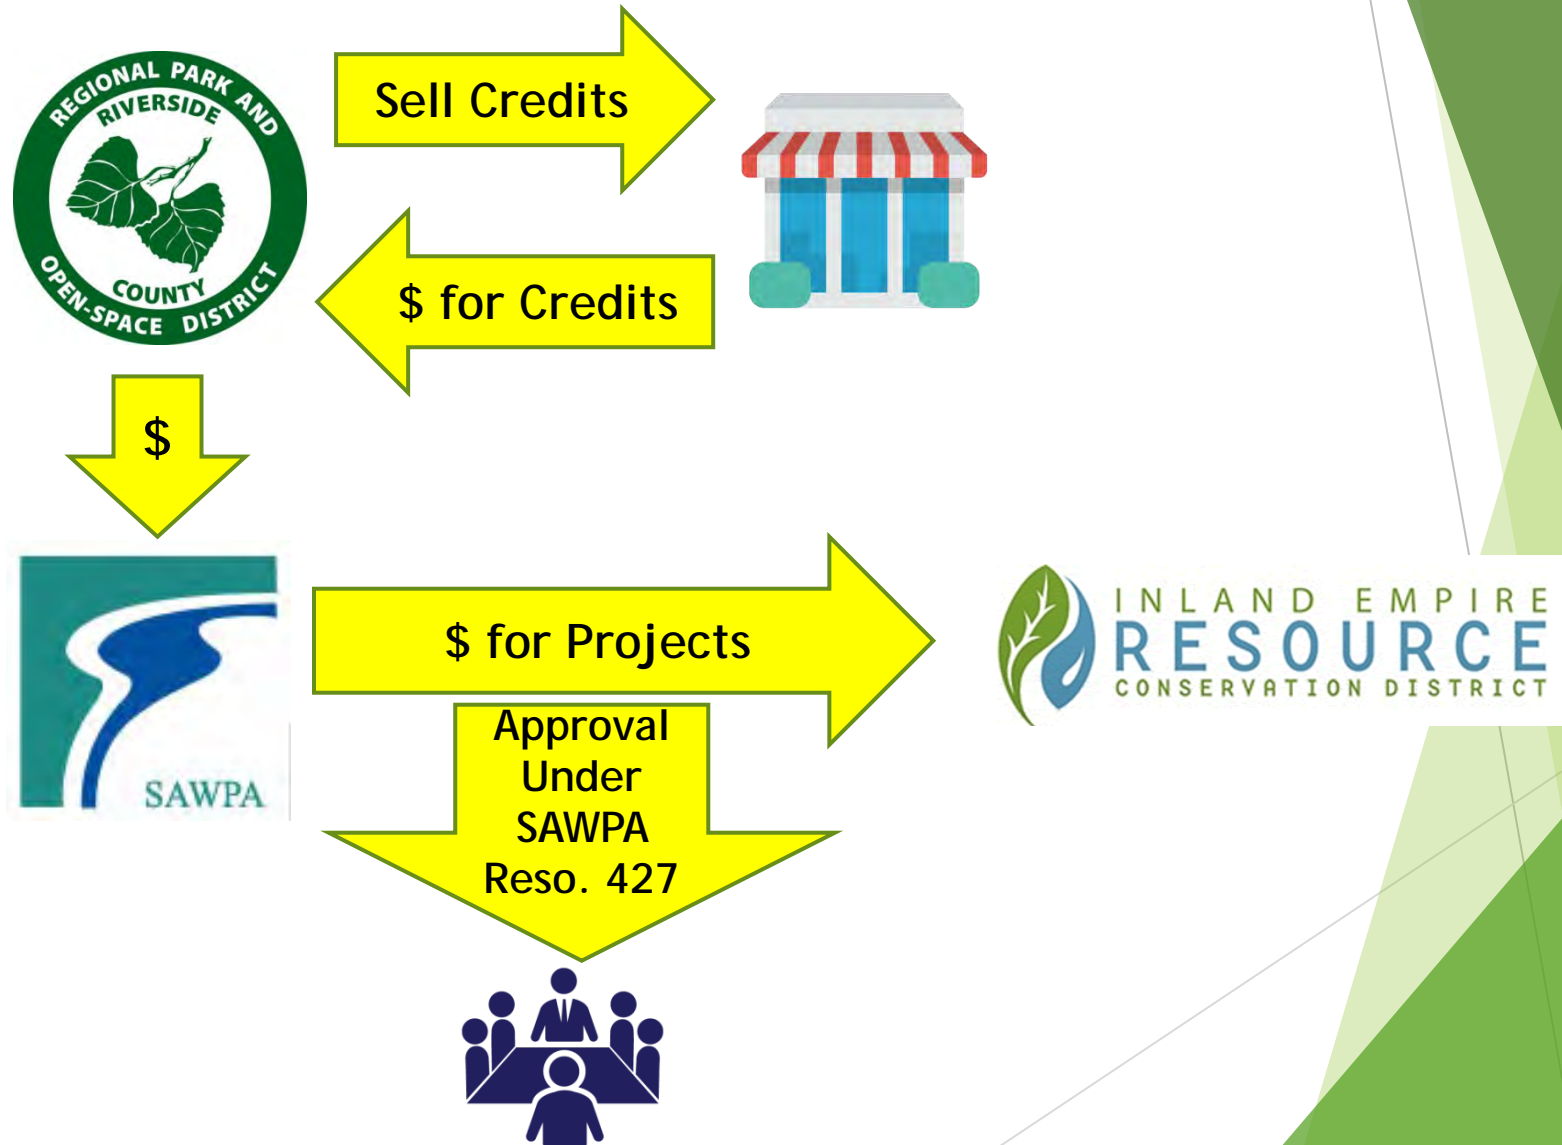 REGIONAL PARK AND
RIVERSIDE
COUNTY
OPEN-SPACE DISTRICT
Sell Credits
$ for Credits
$
SAWPA
$ for Projects
INLAND EMPIRE
RESOURCE
CONSERVATION DISTRICT
Approval
Under
SAWPA
Reso. 427